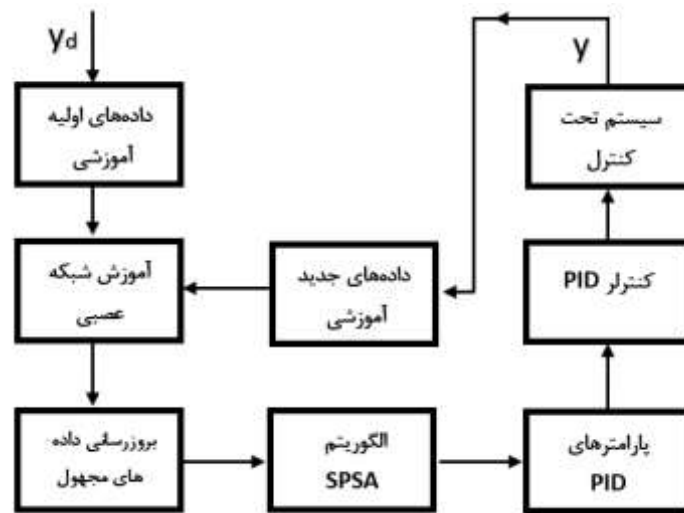 yd
داده‌های اولیه
آموزشی
آموزش شبکه
عصبی
بروزرسانی داده-
های مجهول
الگوریتم
SPSA
پارامترهای
PID
کنترلر PID
سیستم تحت
کنترل
y
داده‌های جدید
آموزشی